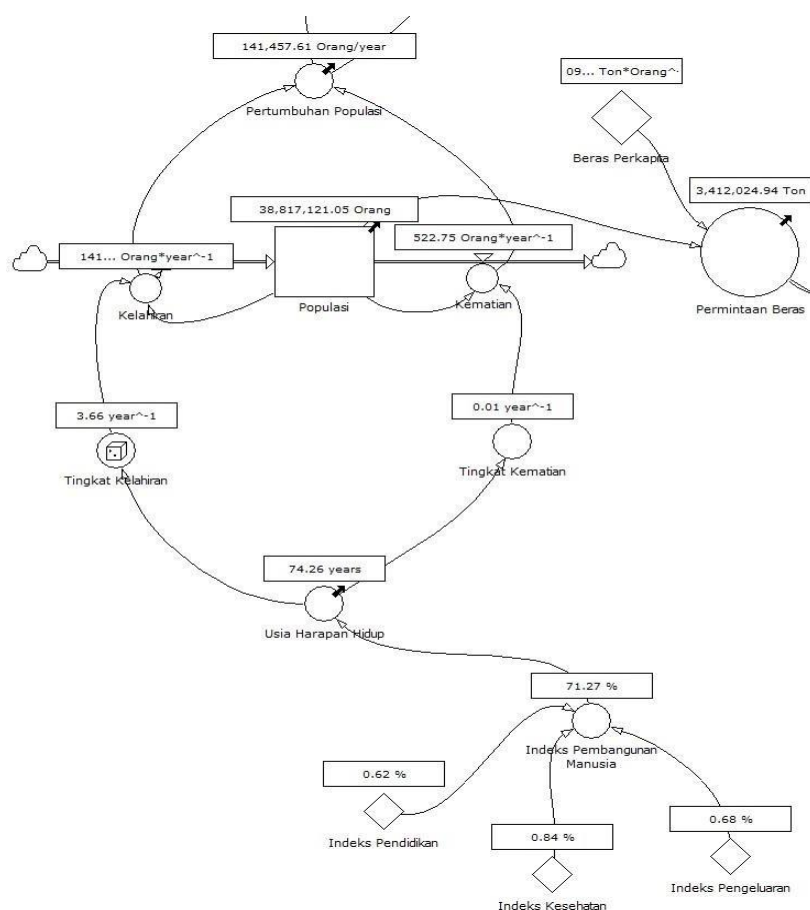 141,457.61 Orang/year
Pertumbuhan Populasi
09... Ton*Orang^-
Beras Perkapita
3,412,024.94 Ton
38,817,121.05 Orang
522.75 Orang*year^-1
141... Orang*year^-1
Kelahiran
Populasi
Kematian
Permintaan Beras
3.66 year^-1
0.01 year^-1
Tingkat Kelahiran
Tingkat Kematian
74.26 years
Usia Harapan Hidup
71.27 %
Indeks Pembangunan
Manusia
0.62 %
Indeks Pendidikan
0.84 %
0.68 %
Indeks Kesehatan
Indeks Pengeluaran